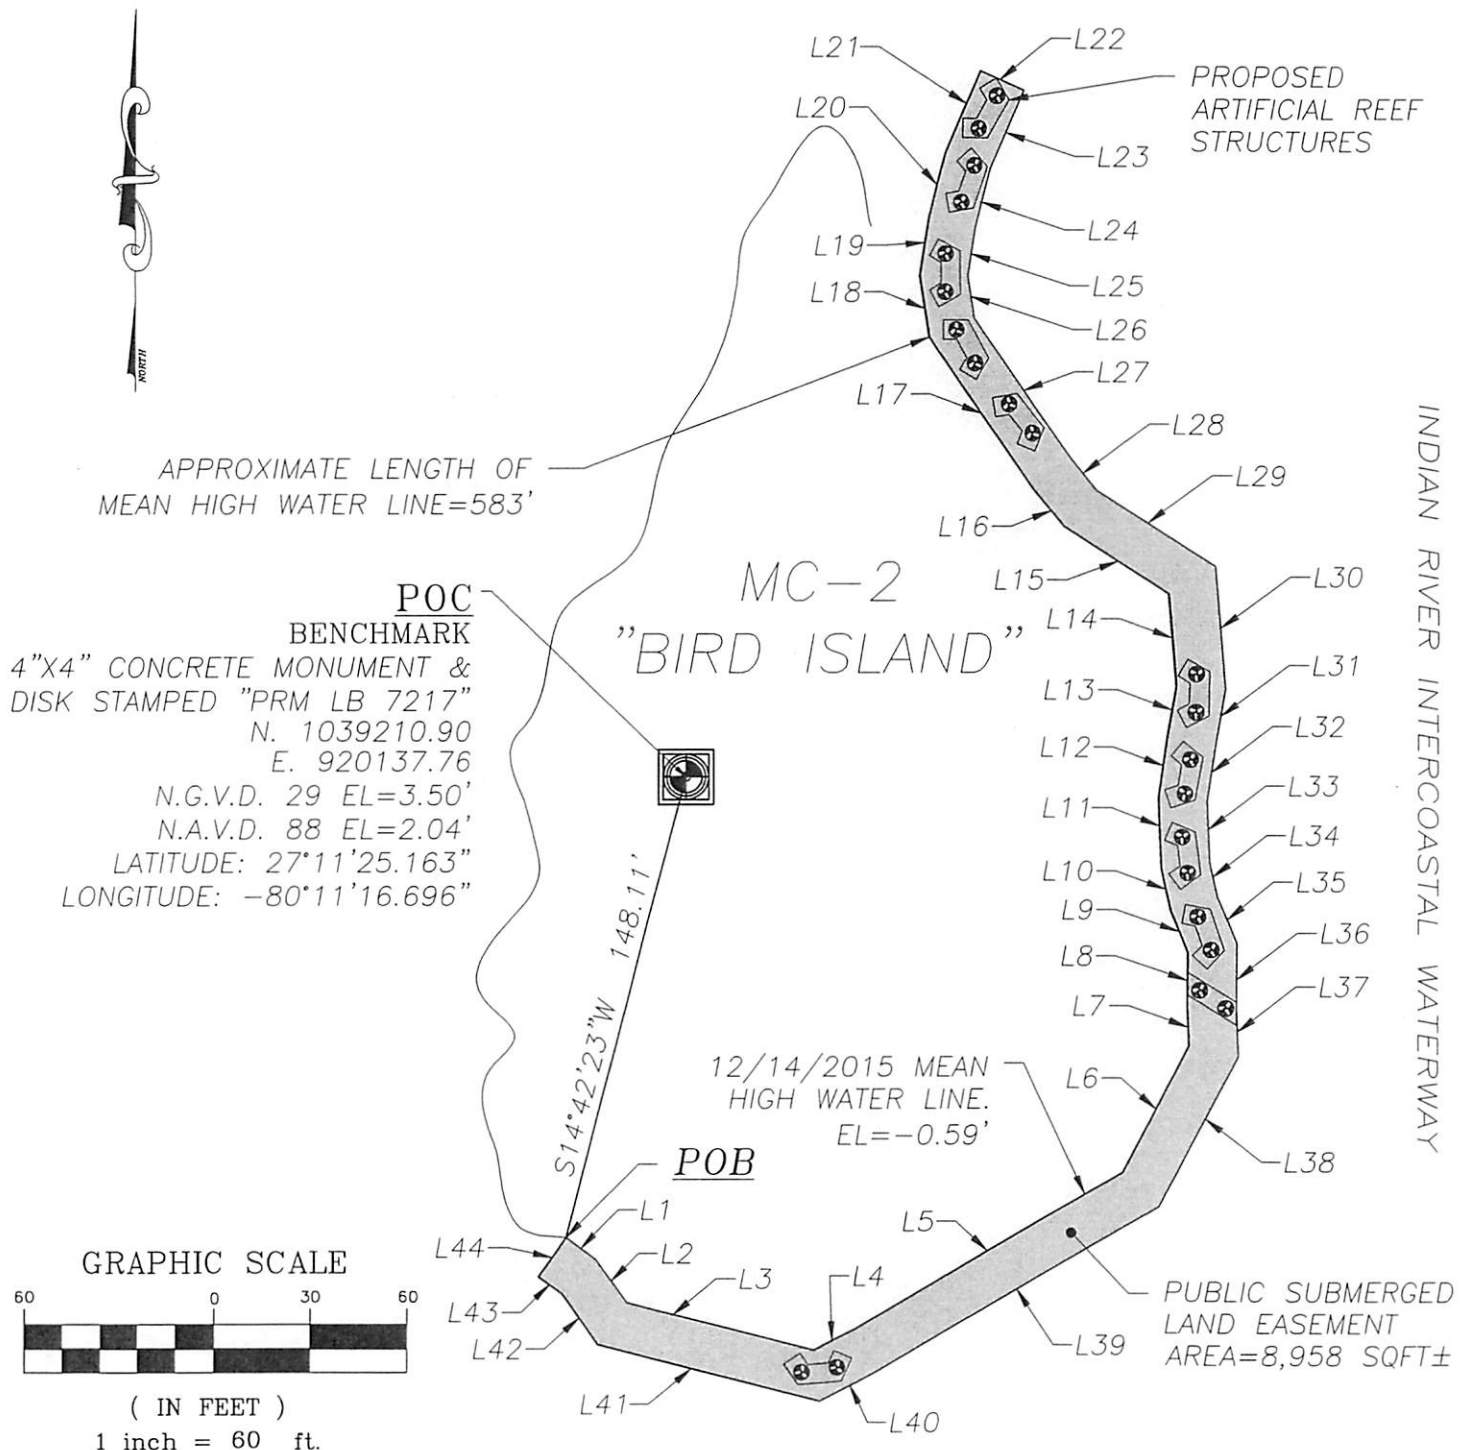 L22
L21
PROPOSED
ARTIFICIAL REEF
STRUCTURES
L20
L23
L24
L19
L25
L18
L26
L27
L17
L28
L29
NORTH
APPROXIMATE LENGTH OF
MEAN HIGH WATER LINE=583'
L16
L15
L30
L14
MC-2
"BIRD ISLAND"
POC
BENCHMARK
4"X4" CONCRETE MONUMENT &
DISK STAMPED "PRM LB 7217"
N. 1039210.90
E. 920137.76
N.G.V.D. 29 EL=3.50'
N.A.V.D. 88 EL=2.04'
LATITUDE: 27°11'25.163"
LONGITUDE: -80°11'16.696"
L31
L13
L32
L12
L33
L11
L34
L10
L35
L9
L36
L8
L37
L7
INDIAN RIVER INTERCOASTAL WATERWAY
S14°42'23"W 148.11'
12/14/2015 MEAN
HIGH WATER LINE.
EL=-0.59'
L6
L38
POB
L1
L5
L44
L2
L3
L4
L43
L42
L41
L40
L39
PUBLIC SUBMERGED
LAND EASEMENT
AREA=8,958 SQFT±
GRAPHIC SCALE
60 0 30 60
( IN FEET )
1 inch = 60 ft.